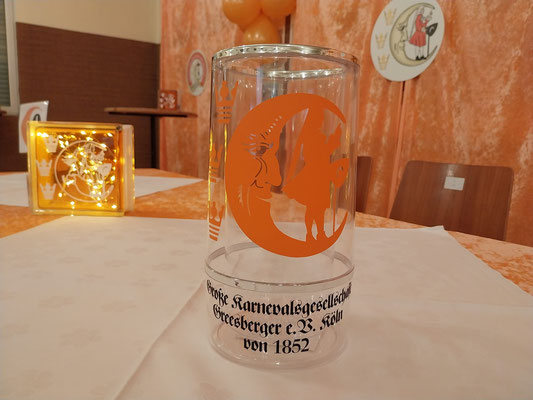 Große Karnevalsgesellschaft
Greesberger e.V. Köln
von 1852